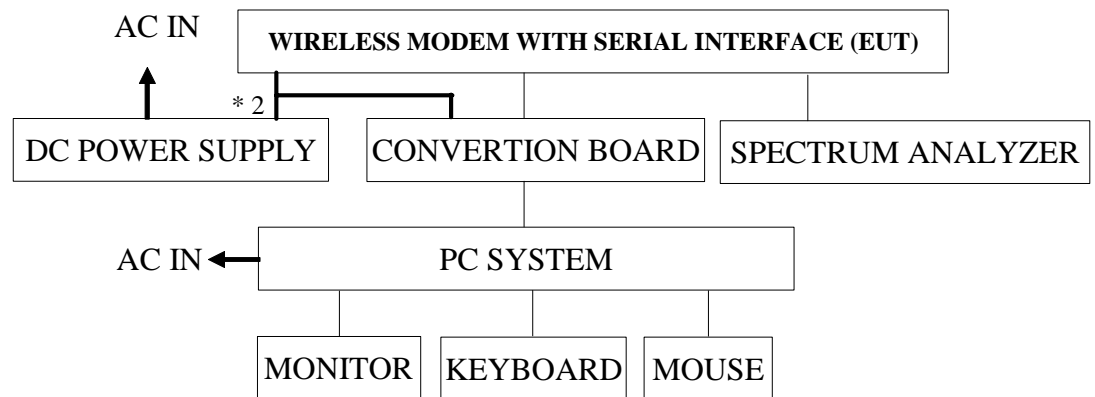 AC IN
WIRELESS MODEM WITH SERIAL INTERFACE (EUT)
* 2
DC POWER SUPPLY
CONVERTION BOARD
SPECTRUM ANALYZER
AC IN
PC SYSTEM
MONITOR
KEYBOARD
MOUSE